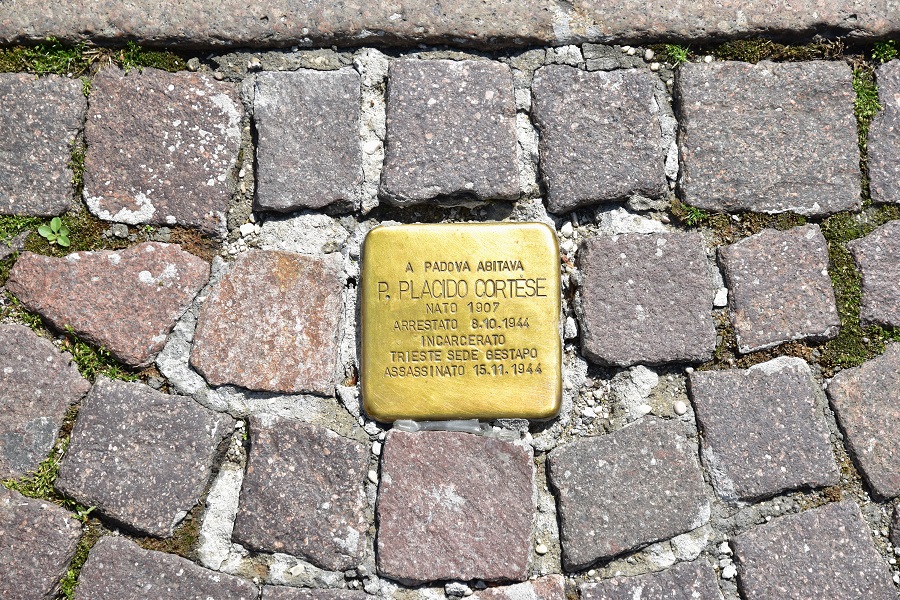 A PADOVA ABITAVA
P. PLACIDO CORTESE
NATO 1907
ARRESTATO 8.10.1944
INCARCERATO
TRIESTE SEDE GESTAPO
ASSASSINATO 15.11.1944